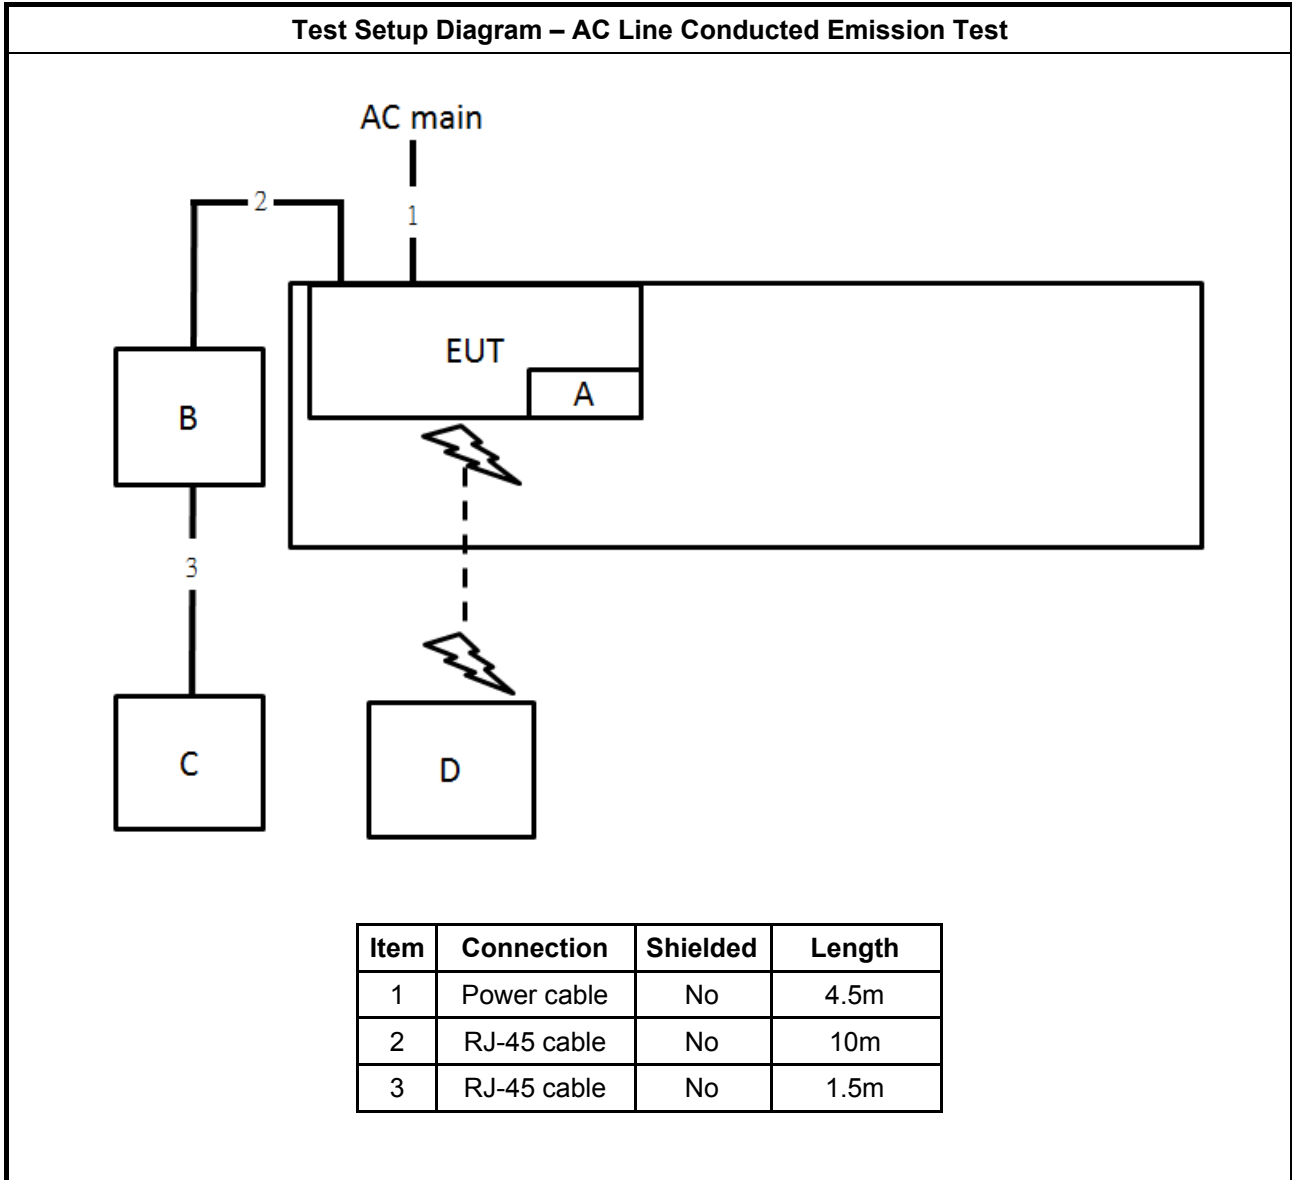 Test Setup Diagram – AC Line Conducted Emission Test
AC main
2
1
EUT
A
B
3
C
D
Item Connection Shielded Length
1 Power cable No 4.5m
2 RJ-45 cable No 10m
3 RJ-45 cable No 1.5m